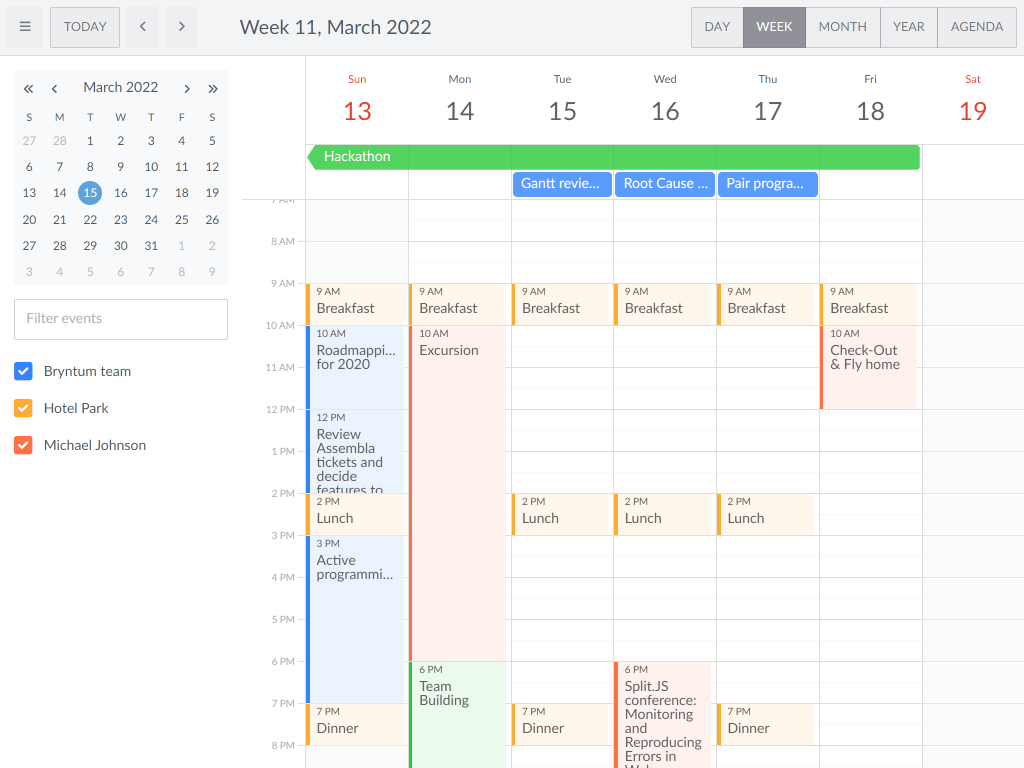 TODAY
Week 11, March 2022
DAY WEEK MONTH YEAR AGENDA
March 2022
S M T W T F S
27 28 1 2 3 4 5
6 7 8 9 10 11 12
13 14 15 16 17 18 19
20 21 22 23 24 25 26
27 28 29 30 31 1 2
3 4 5 6 7 8 9
Filter events
Bryntum team
Hotel Park
Michael Johnson
Sun Mon Tue Wed Thu Fri Sat
13 14 15 16 17 18 19
Hackathon
Gantt revie... Root Cause ... Pair progra...
7 AM
8 AM
9 AM
10 AM
11 AM
12 PM
1 PM
2 PM
3 PM
4 PM
5 PM
6 PM
7 PM
8 PM
9 AM
Breakfast
10 AM
Roadmappi...
for 2020
12 PM
Review
Assembla
tickets and
decide
features to
2 PM
Lunch
3 PM
Active
programmi...
7 PM
Dinner
9 AM
Breakfast
10 AM
Excursion
6 PM
Team
Building
9 AM
Breakfast
2 PM
Lunch
7 PM
Dinner
9 AM
Breakfast
2 PM
Lunch
6 PM
Split.JS
conference:
Monitoring
and
Reproducing
Errors in
9 AM
Breakfast
2 PM
Lunch
7 PM
Dinner
9 AM
Breakfast
10 AM
Check-Out
& Fly home